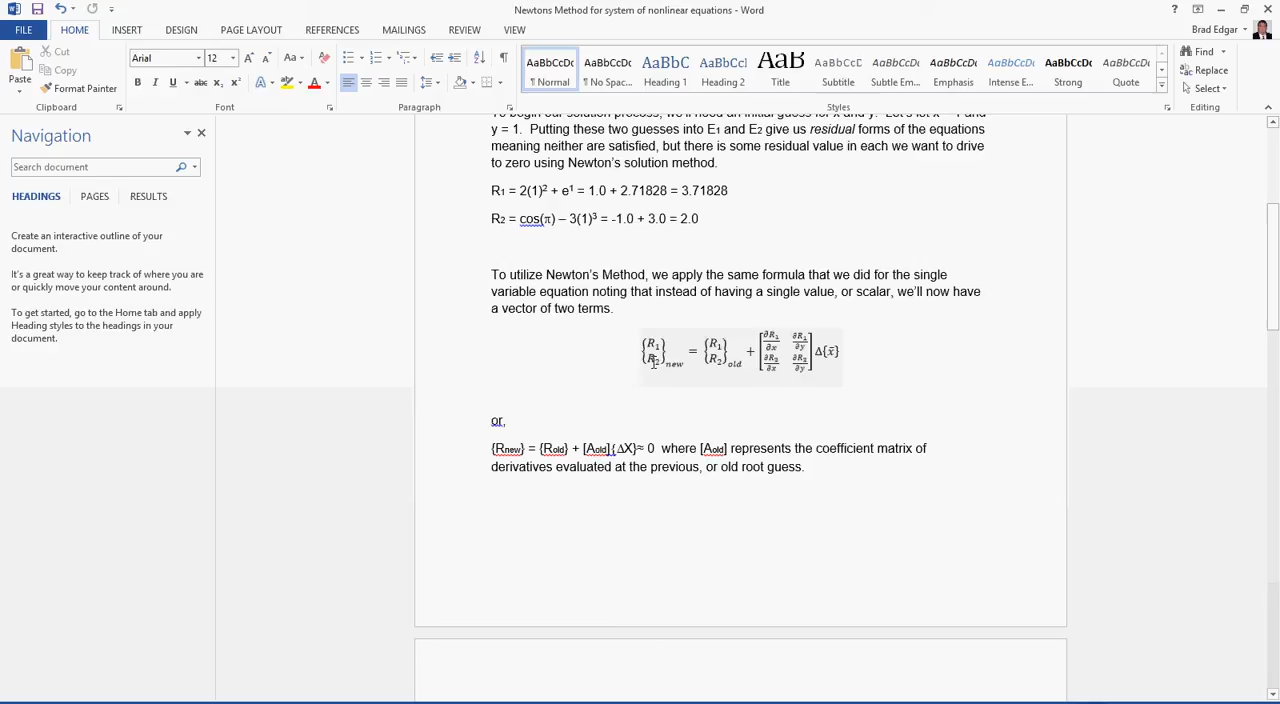 Newtons Method for system of nonlinear equations - Word
Brad Edgar
FILE HOME INSERT DESIGN PAGE LAYOUT REFERENCES MAILINGS REVIEW VIEW
Paste
Cut
Copy
Format Painter
Clipboard
Arial 12
Font
Paragraph
AaBbCcDc AaBbCcDc AaBbC AaBbCcI AaB AaBbCcD AaBbCcDc AaBbCcDc AaBbCcDc AaBbCcDc AaBbCcDc
¶ Normal ¶ No Spac... Heading 1 Heading 2 Title Subtitle Subtle Em... Emphasis Intense E... Strong Quote
Styles
Find
Replace
Select
Editing
Navigation
Search document
HEADINGS PAGES RESULTS
Create an interactive outline of your
document.
It's a great way to keep track of where you are
or quickly move your content around.
To get started, go to the Home tab and apply
Heading styles to the headings in your
document.
To begin our solution process, we'll need an initial guess for x and y. Let's let x = 1 and
y = 1. Putting these two guesses into E1 and E2 give us residual forms of the equations
meaning neither are satisfied, but there is some residual value in each we want to drive
to zero using Newton's solution method.
R1 = 2(1)² + e¹ = 1.0 + 2.71828 = 3.71828
R2 = cos(π) – 3(1)³ = -1.0 + 3.0 = 2.0
To utilize Newton's Method, we apply the same formula that we did for the single
variable equation noting that instead of having a single value, or scalar, we'll now have
a vector of two terms.
{R1 R2}new = {R1 R2}old + [∂R1/∂x ∂R1/∂y ∂R2/∂x ∂R2/∂y] Δ{x̄}
or,
{Rnew} = {Rold} + [Aold]{ΔX}≈ 0 where [Aold] represents the coefficient matrix of
derivatives evaluated at the previous, or old root guess.